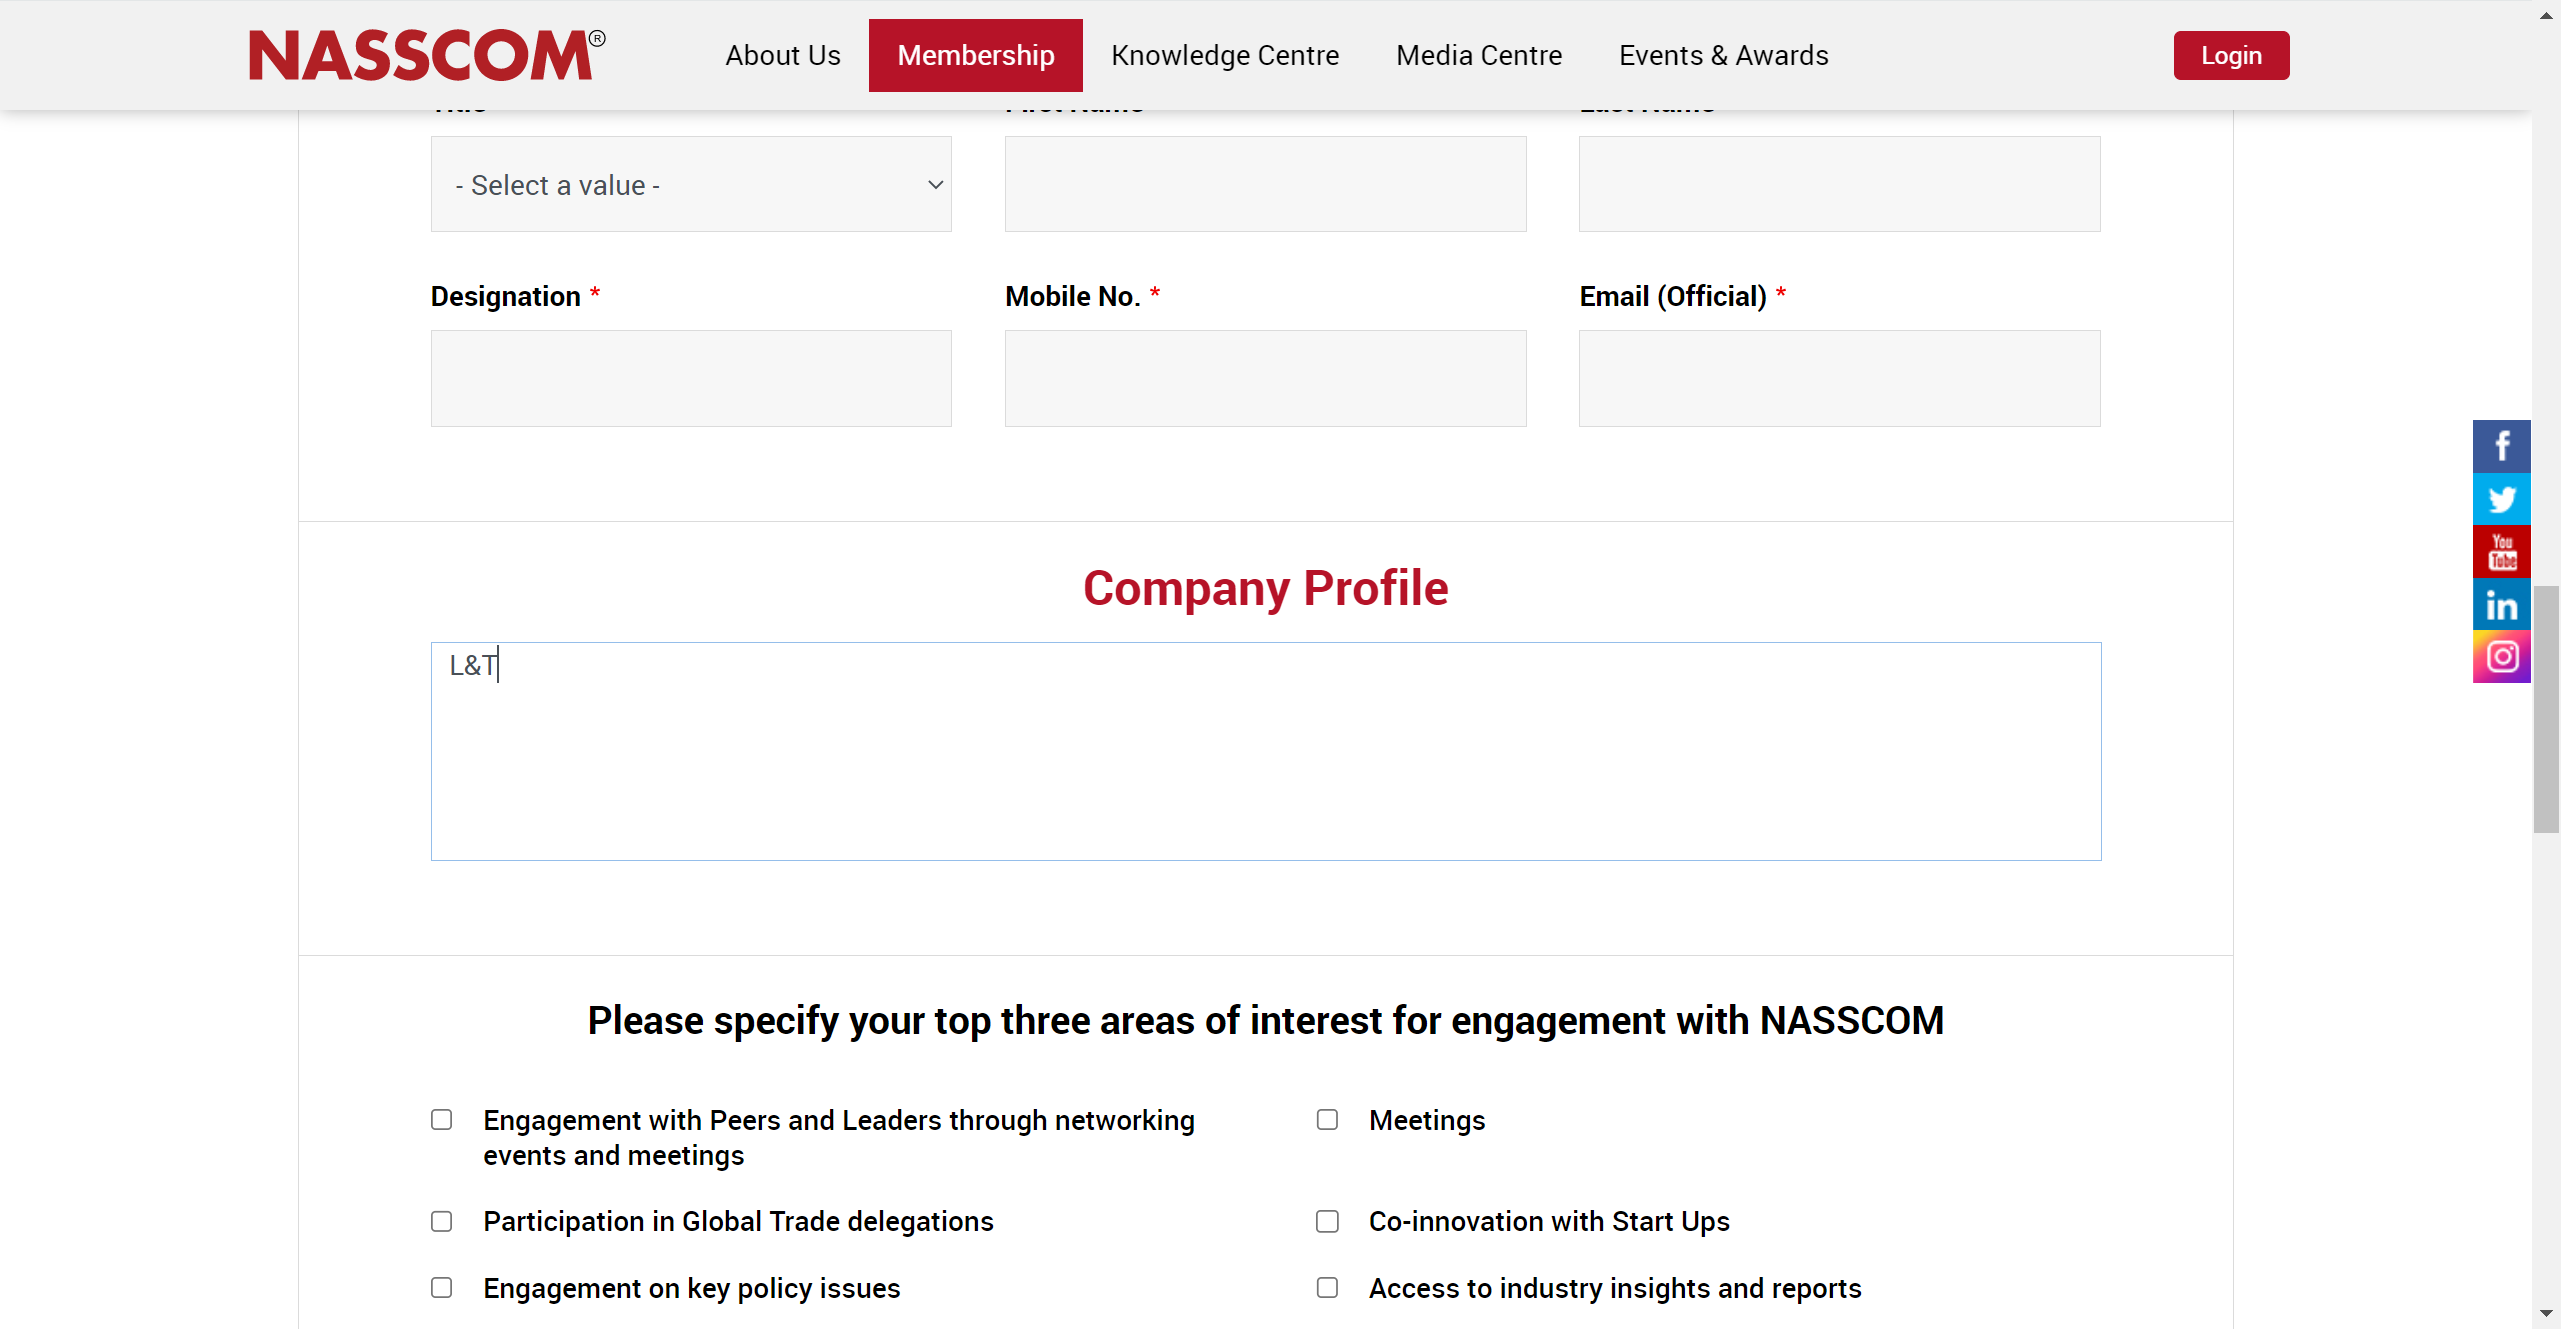 NASSCOM®
About Us
Membership
Knowledge Centre
Media Centre
Events & Awards
Login
- Select a value -
Designation *
Mobile No. *
Email (Official) *
Company Profile
L&T
Please specify your top three areas of interest for engagement with NASSCOM
Engagement with Peers and Leaders through networking
events and meetings
Meetings
Participation in Global Trade delegations
Co-innovation with Start Ups
Engagement on key policy issues
Access to industry insights and reports
f
You
Tube
in